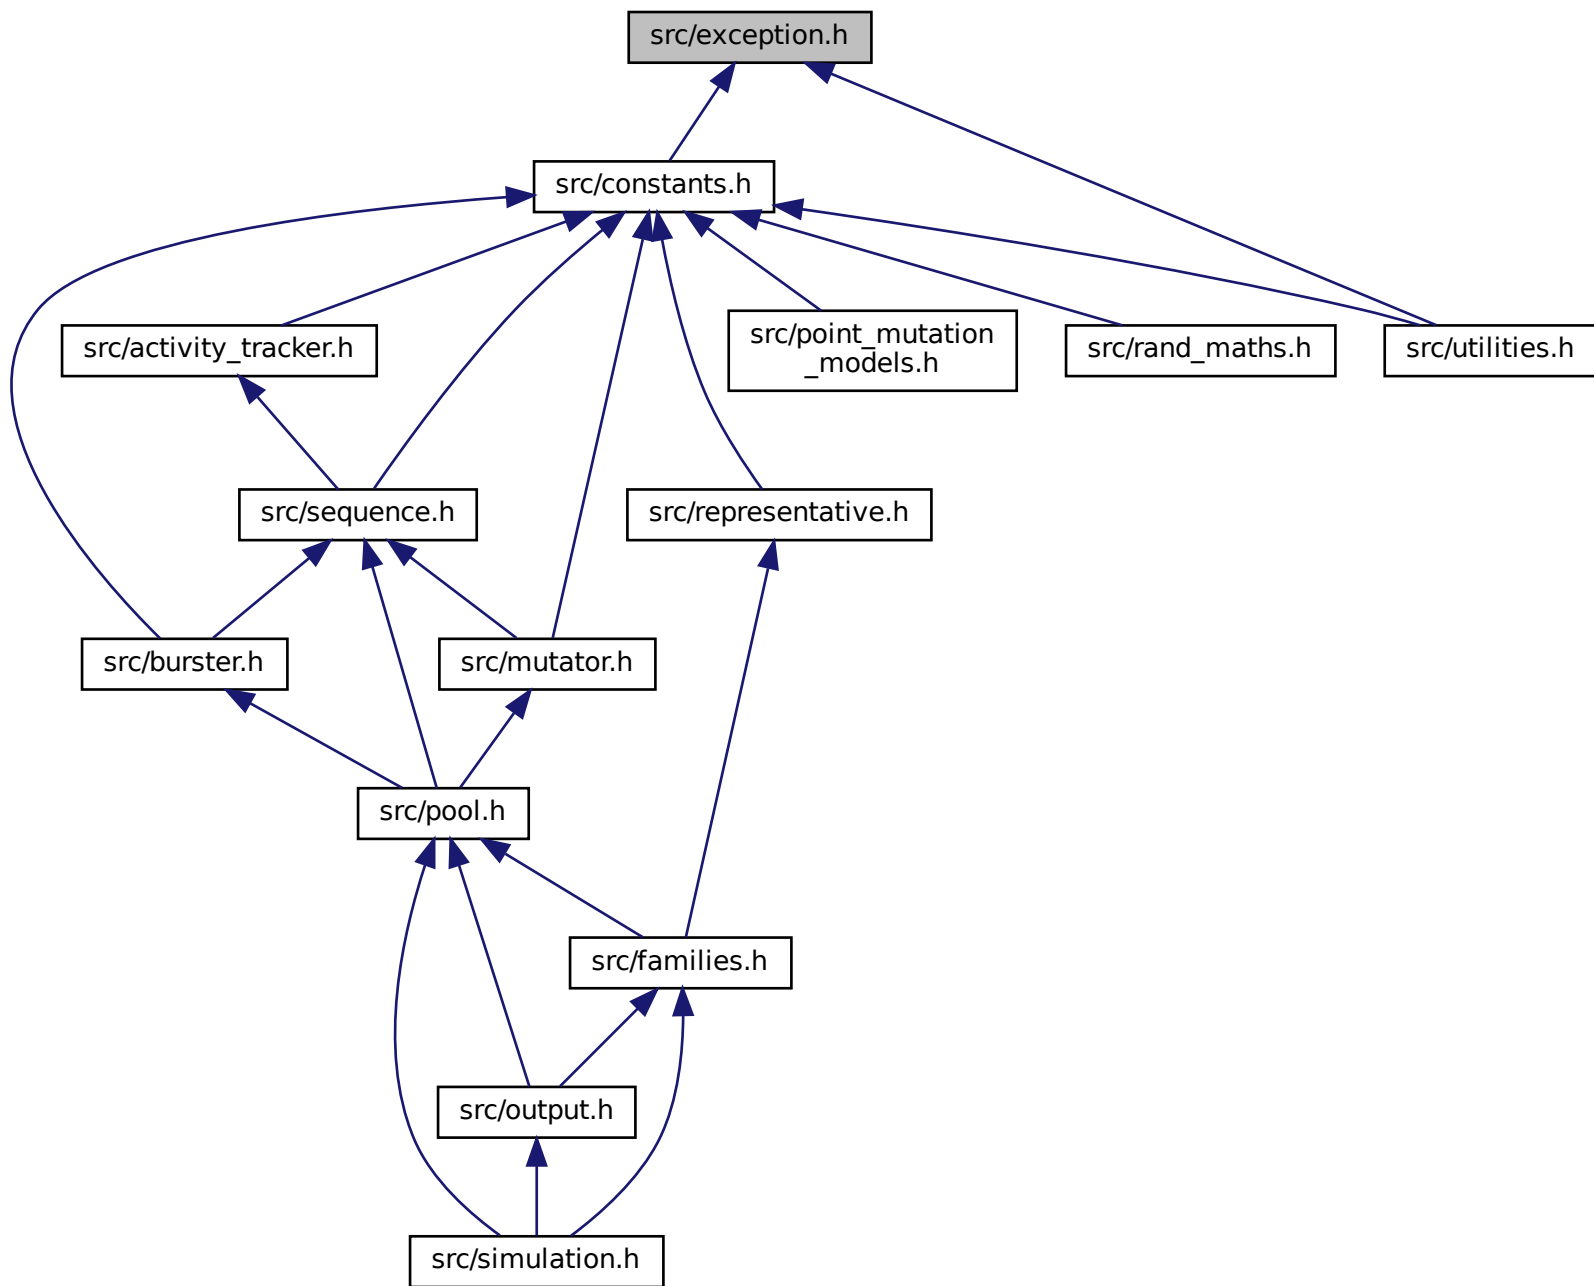 src/exception.h
src/constants.h
src/activity_tracker.h
src/point_mutation
_models.h
src/rand_maths.h
src/utilities.h
src/sequence.h
src/representative.h
src/burster.h
src/mutator.h
src/pool.h
src/families.h
src/output.h
src/simulation.h